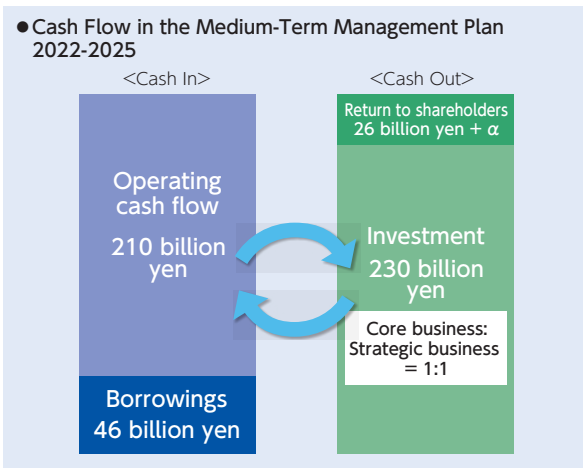 ●Cash Flow in the Medium-Term Management Plan
2022-2025
<Cash In>
<Cash Out>
Operating
cash flow
210 billion
yen
Borrowings
46 billion yen
Return to shareholders
26 billion yen + α
Investment
230 billion
yen
Core business:
Strategic business
= 1:1